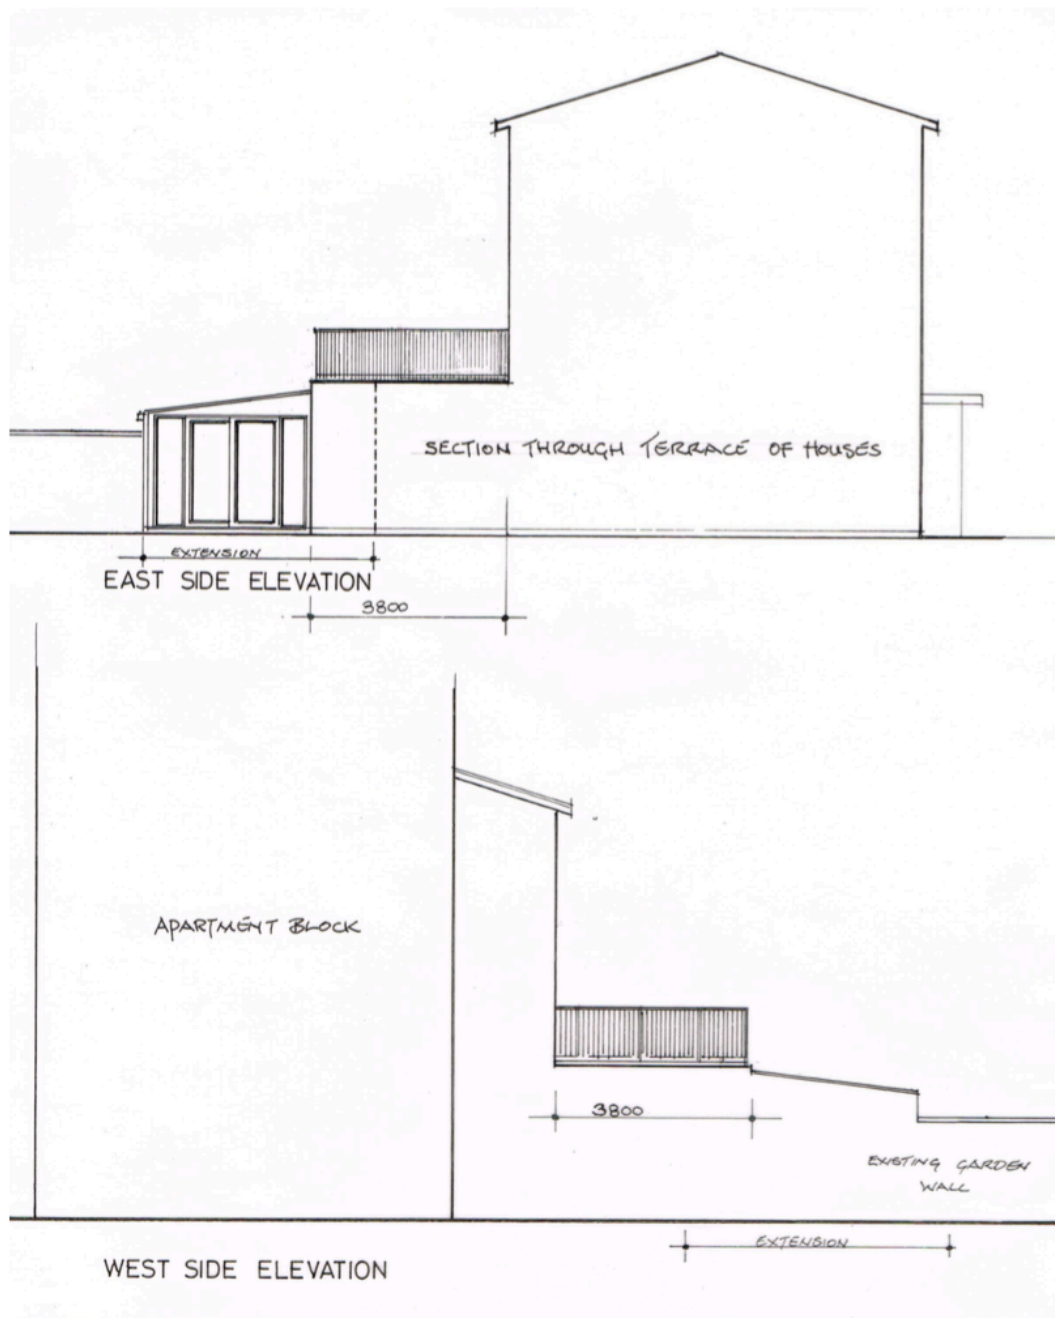 SECTION THROUGH TERRACE OF HOUSES
EXTENSION
EAST SIDE ELEVATION
3800
APARTMENT BLOCK
3800
EXISTING GARDEN
WALL
EXTENSION
WEST SIDE ELEVATION